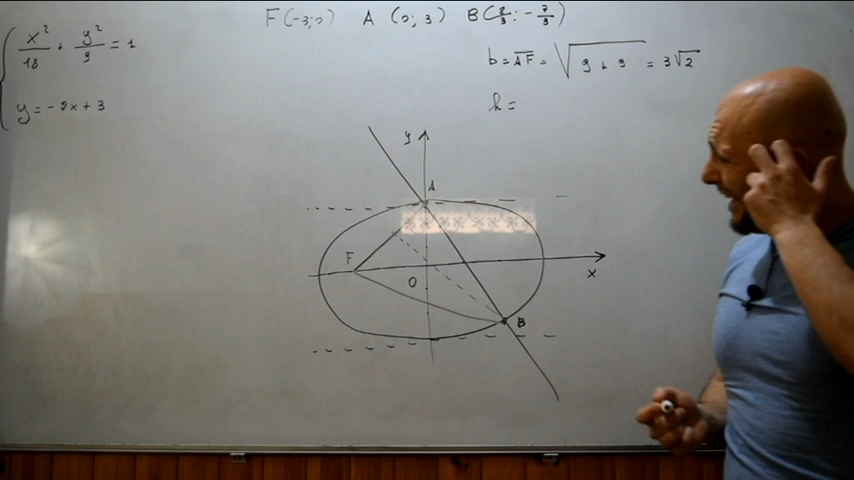 F(-3;0) A (0;3) B(8/3;-7/3)
x²/18 + y²/9 = 1
y=-2x+3
b = AF = √9+9 = 3√2
h =
y
A
F
O
x
B